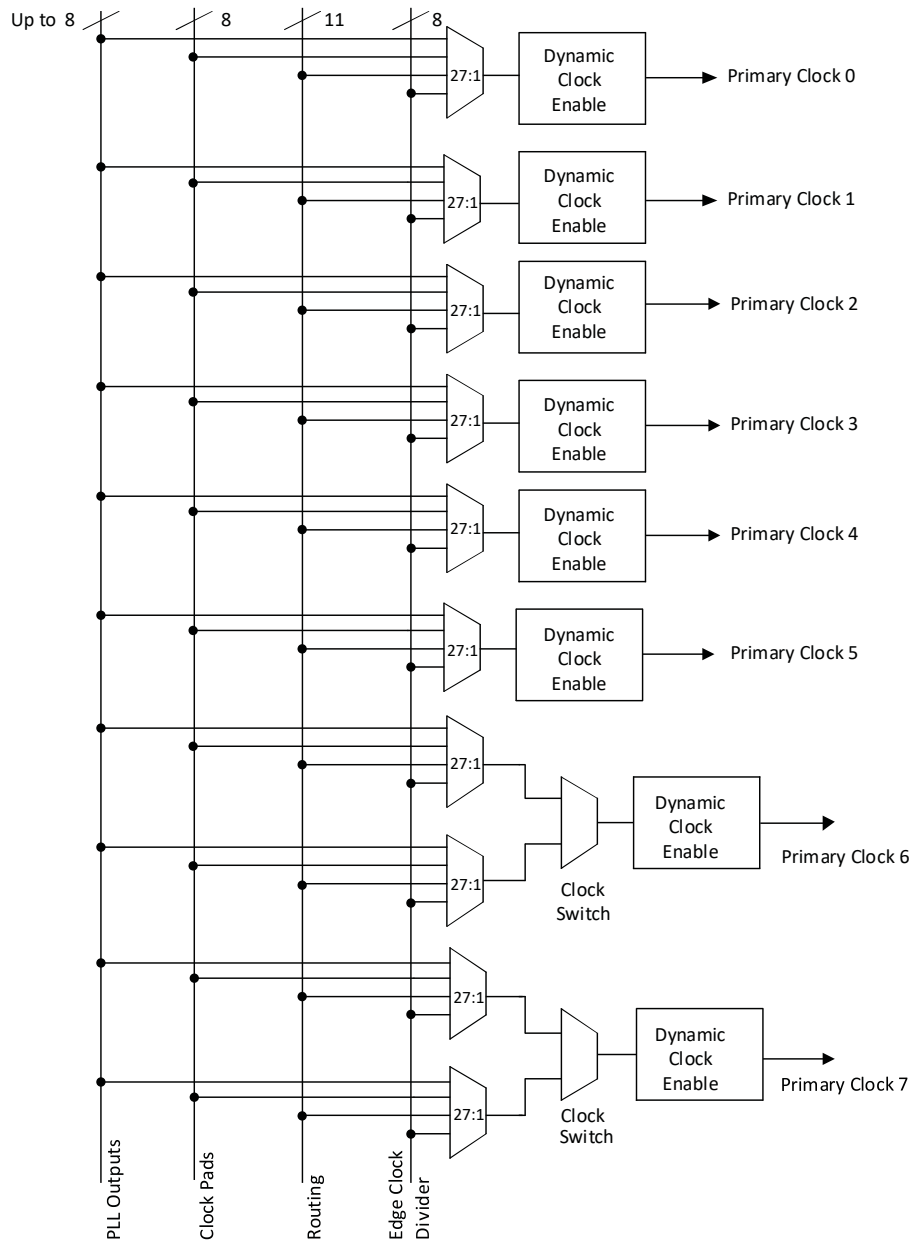 Up to 8 8 11 8
27:1
Dynamic
Clock
Enable
Primary Clock 0
27:1
Dynamic
Clock
Enable
Primary Clock 1
27:1
Dynamic
Clock
Enable
Primary Clock 2
27:1
Dynamic
Clock
Enable
Primary Clock 3
27:1
Dynamic
Clock
Enable
Primary Clock 4
27:1
Dynamic
Clock
Enable
Primary Clock 5
27:1
27:1
Clock
Switch
Dynamic
Clock
Enable
Primary Clock 6
27:1
27:1
Clock
Switch
Dynamic
Clock
Enable
Primary Clock 7
PLL Outputs
Clock Pads
Routing
Edge Clock
Divider